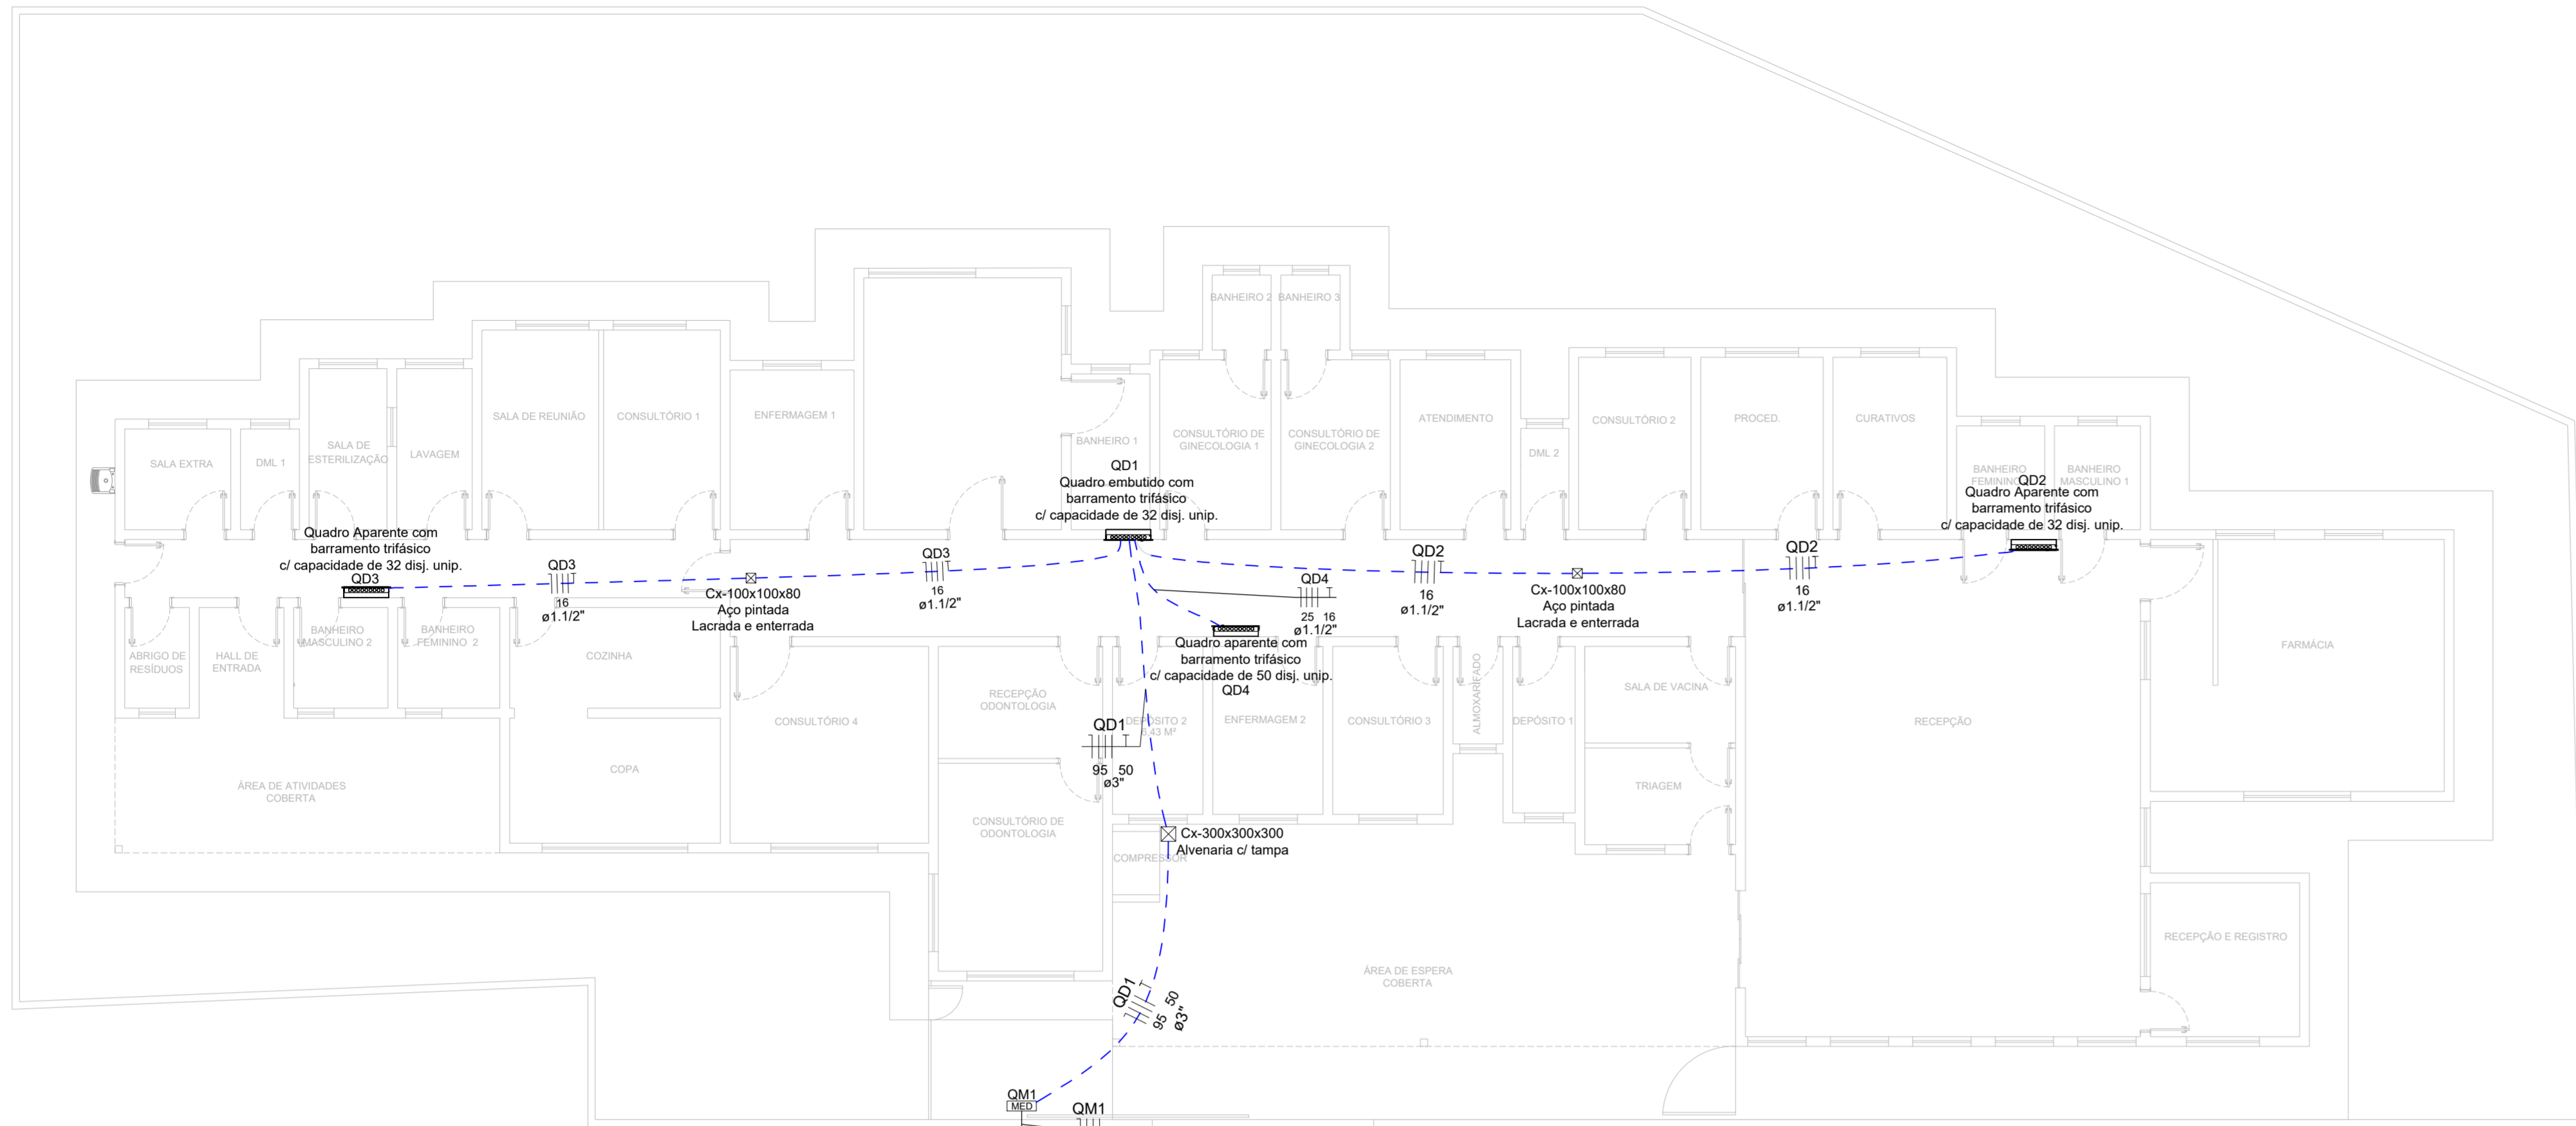 BANHEIRO 2
BANHEIRO 3
SALA DE REUNIÃO
CONSULTÓRIO 1
ENFERMAGEM 1
ATENDIMENTO
CONSULTÓRIO 2
PROCED.
CURATIVOS
SALA EXTRA
DML 1
SALA DE
ESTERILIZAÇÃO
LAVAGEM
BANHEIRO 1
CONSULTÓRIO DE
GINECOLOGIA 1
CONSULTÓRIO DE
GINECOLOGIA 2
DML 2
BANHEIRO
FEMININO
BANHEIRO
MASCULINO 1
QD1
Quadro embutido com
barramento trifásico
c/ capacidade de 32 disj. unip.
QD2
Quadro Aparente com
barramento trifásico
c/ capacidade de 32 disj. unip.
Quadro Aparente com
barramento trifásico
c/ capacidade de 32 disj. unip.
QD3
QD3
16
ø1.1/2"
Cx-100x100x80
Aço pintada
Lacrada e enterrada
QD3
16
ø1.1/2"
QD4
25 16
ø1.1/2"
QD2
16
ø1.1/2"
Cx-100x100x80
Aço pintada
Lacrada e enterrada
QD2
16
ø1.1/2"
Quadro aparente com
barramento trifásico
c/ capacidade de 50 disj. unip.
QD4
ABRIGO DE
RESÍDUOS
HALL DE
ENTRADA
BANHEIRO
MASCULINO 2
BANHEIRO
FEMININO 2
COZINHA
CONSULTÓRIO 4
RECEPÇÃO
ODONTOLOGIA
DEPÓSITO 2
6,43 M²
ENFERMAGEM 2
CONSULTÓRIO 3
ALMOXARIFADO
DEPÓSITO 1
SALA DE VACINA
RECEPÇÃO
FARMÁCIA
QD1
95 50
ø3"
COPA
ÁREA DE ATIVIDADES
COBERTA
TRIAGEM
CONSULTÓRIO DE
ODONTOLOGIA
Cx-300x300x300
Alvenaria c/ tampa
COMPRESSOR
RECEPÇÃO E REGISTRO
ÁREA DE ESPERA
COBERTA
QD1
95 50
ø3"
QM1
MED
QM1